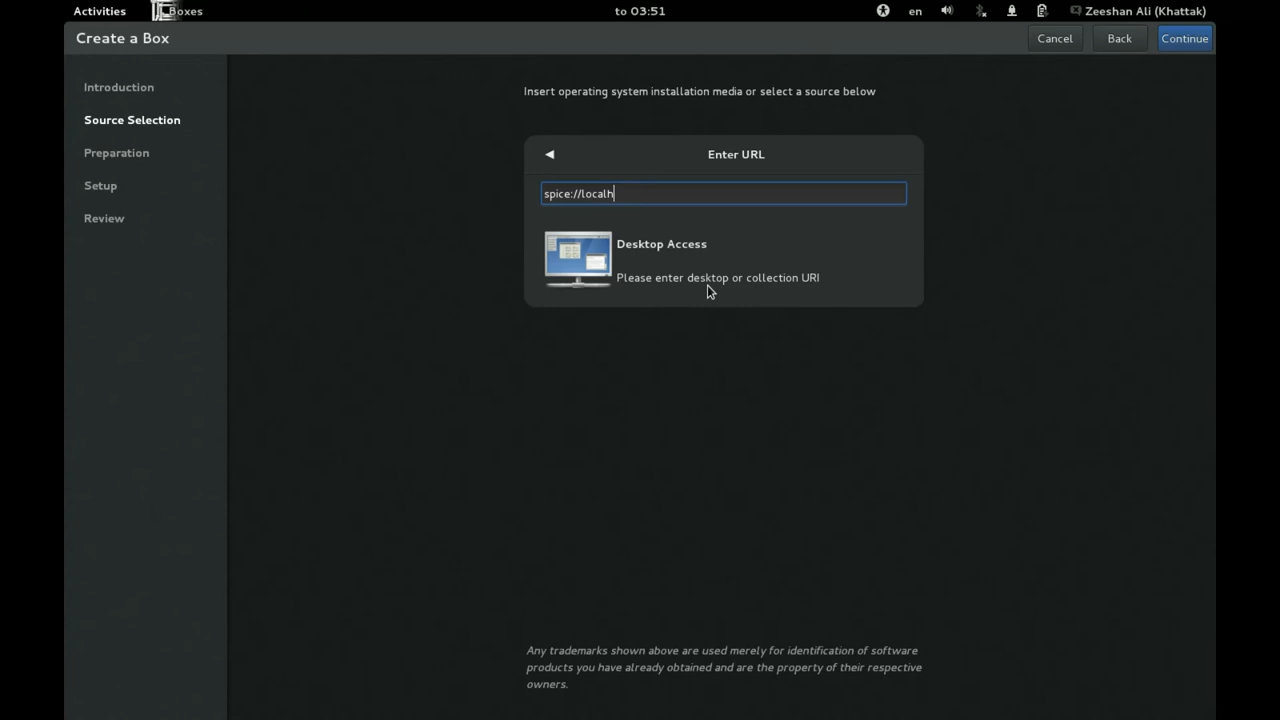 Activities
Boxes
to 03:51
en
Zeeshan Ali (Khattak)
Create a Box
Cancel
Back
Continue
Introduction
Source Selection
Preparation
Setup
Review
Insert operating system installation media or select a source below
Enter URL
spice://localh
Desktop Access
Please enter desktop or collection URI
Any trademarks shown above are used merely for identification of software
products you have already obtained and are the property of their respective
owners.